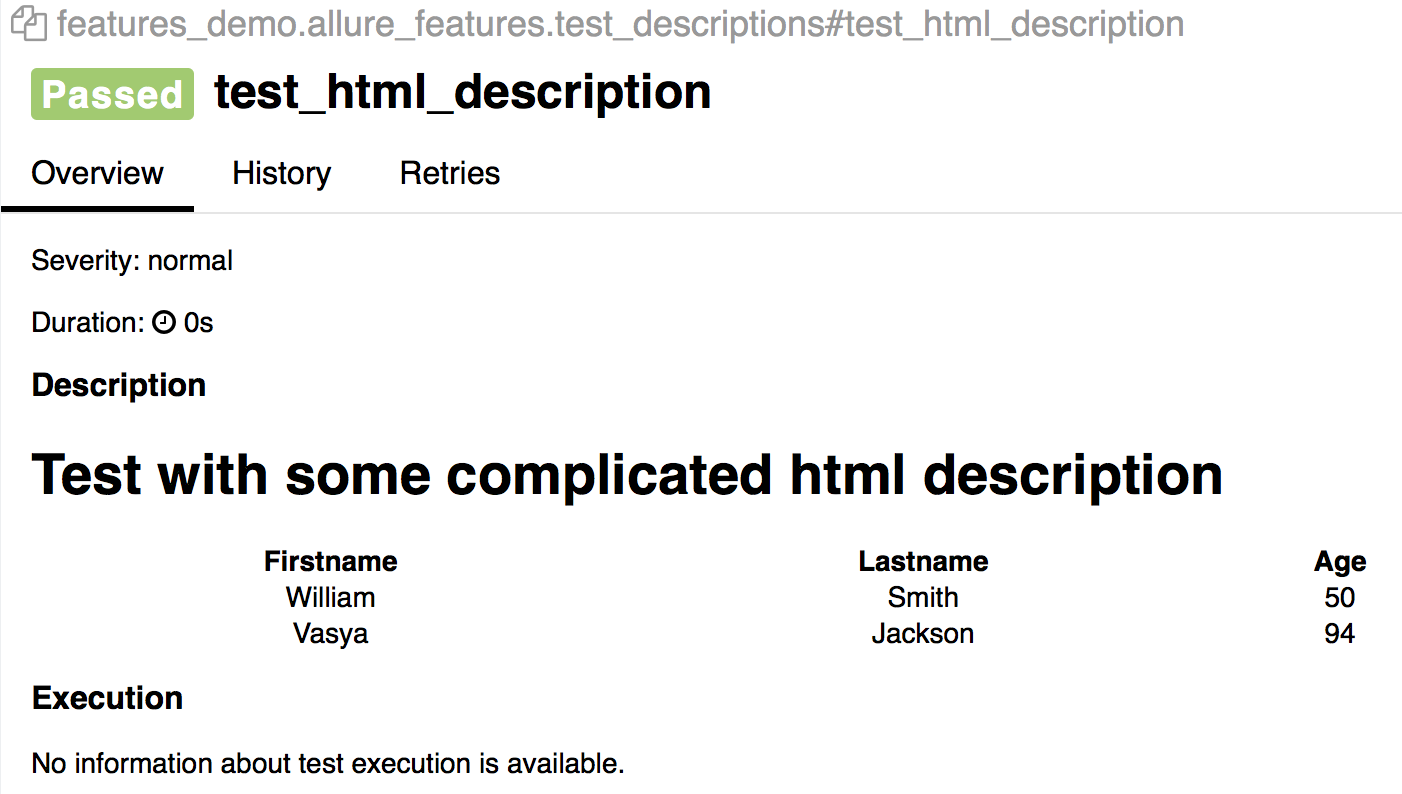 features_demo.allure_features.test_descriptions#test_html_description
Passed test_html_description
Overview History Retries
Severity: normal
Duration: 0s
Description
Test with some complicated html description
Firstname Lastname Age
William Smith 50
Vasya Jackson 94
Execution
No information about test execution is available.